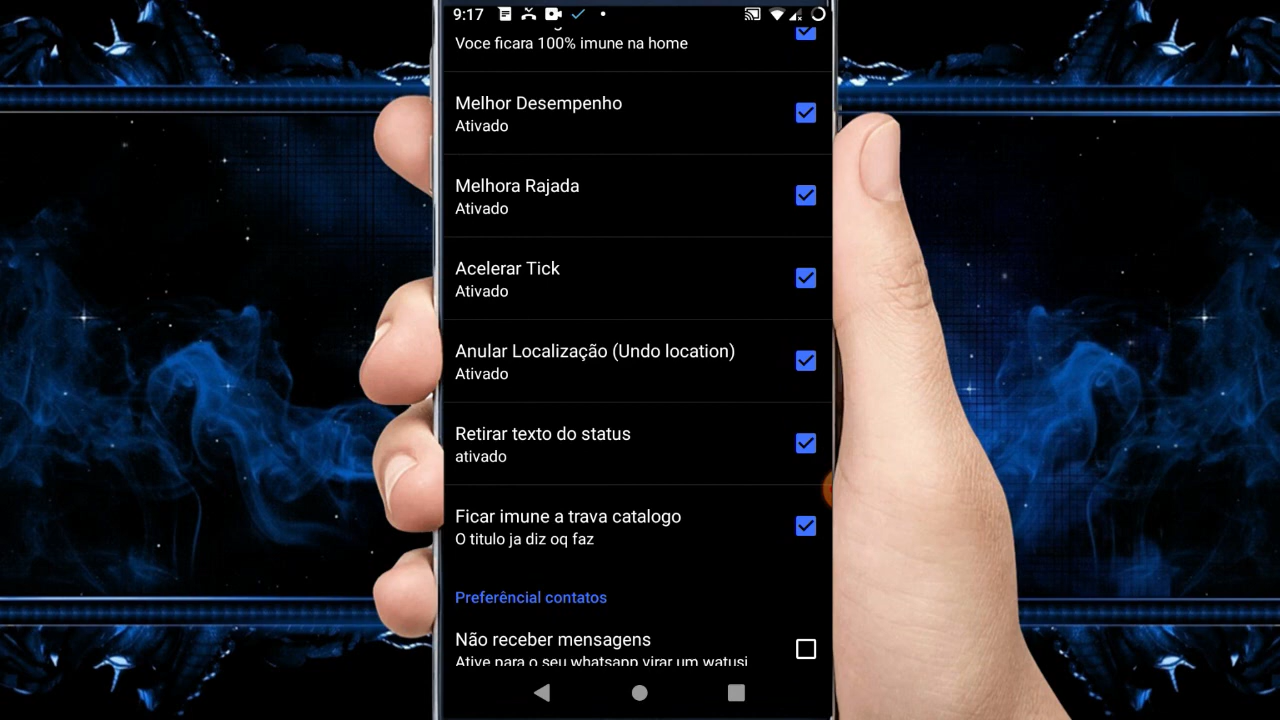 9:17
Voce ficara 100% imune na home
Melhor Desempenho
Ativado
Melhora Rajada
Ativado
Acelerar Tick
Ativado
Anular Localização (Undo location)
Ativado
Retirar texto do status
ativado
Ficar imune a trava catalogo
O titulo ja diz oq faz
Preferêncial contatos
Não receber mensagens
Ative para o seu whatsapp virar um watusi